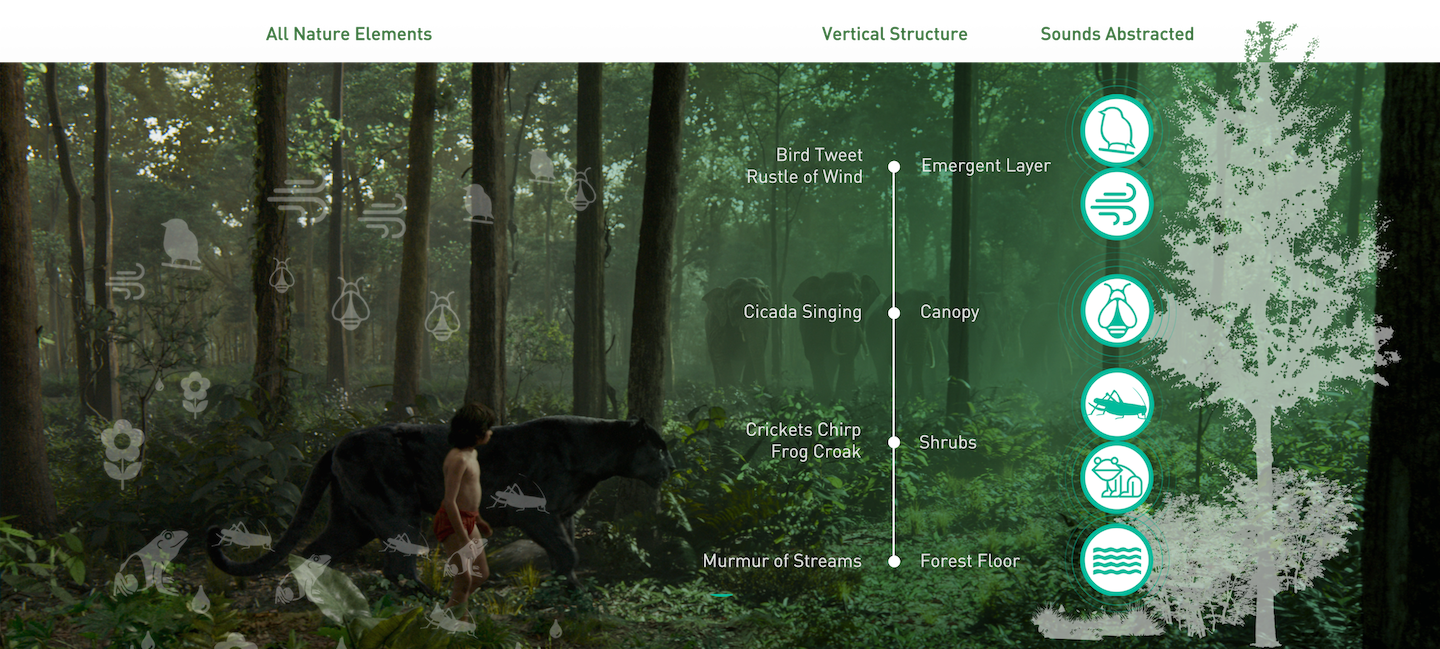 All Nature Elements
Vertical Structure
Sounds Abstracted
Bird Tweet
Rustle of Wind
Emergent Layer
Cicada Singing
Canopy
Crickets Chirp
Frog Croak
Shrubs
Murmur of Streams
Forest Floor